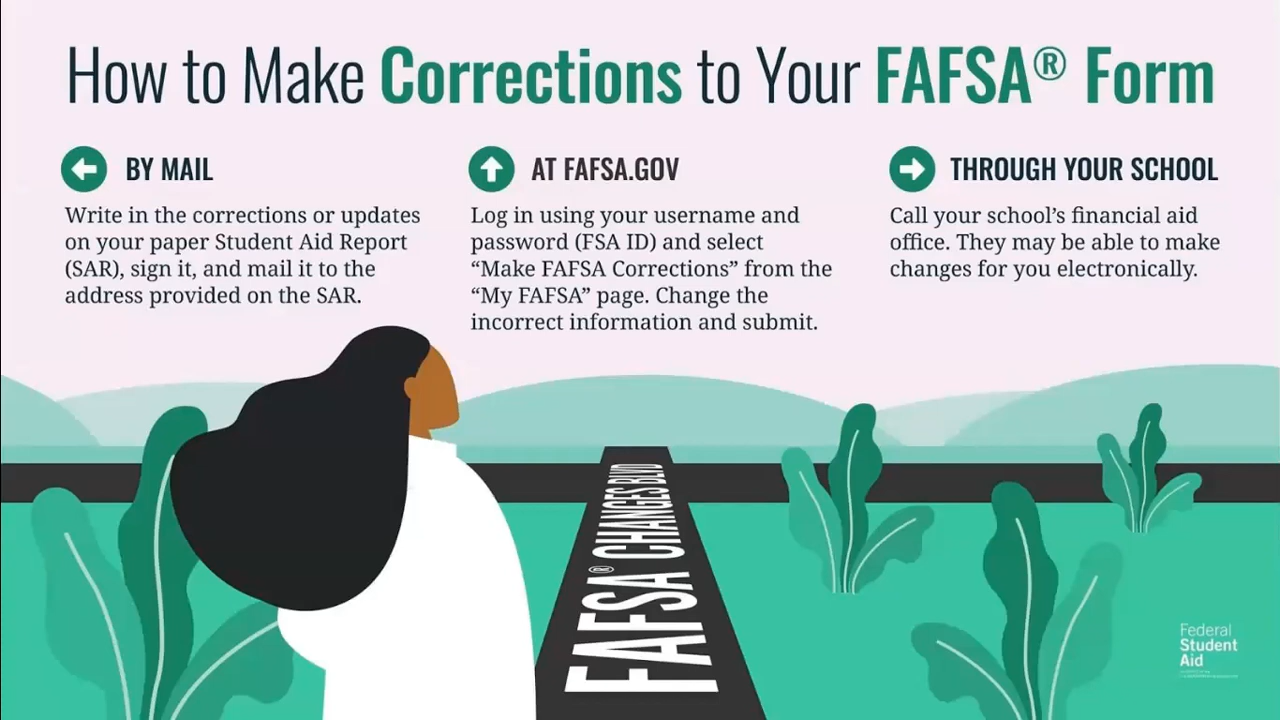 How to Make Corrections to Your FAFSA® Form
BY MAIL
Write in the corrections or updates
on your paper Student Aid Report
(SAR), sign it, and mail it to the
address provided on the SAR.
AT FAFSA.GOV
Log in using your username and
password (FSA ID) and select
“Make FAFSA Corrections” from the
“My FAFSA” page. Change the
incorrect information and submit.
THROUGH YOUR SCHOOL
Call your school’s financial aid
office. They may be able to make
changes for you electronically.
FAFSA® CHANGES BLVD
Federal
Student
Aid